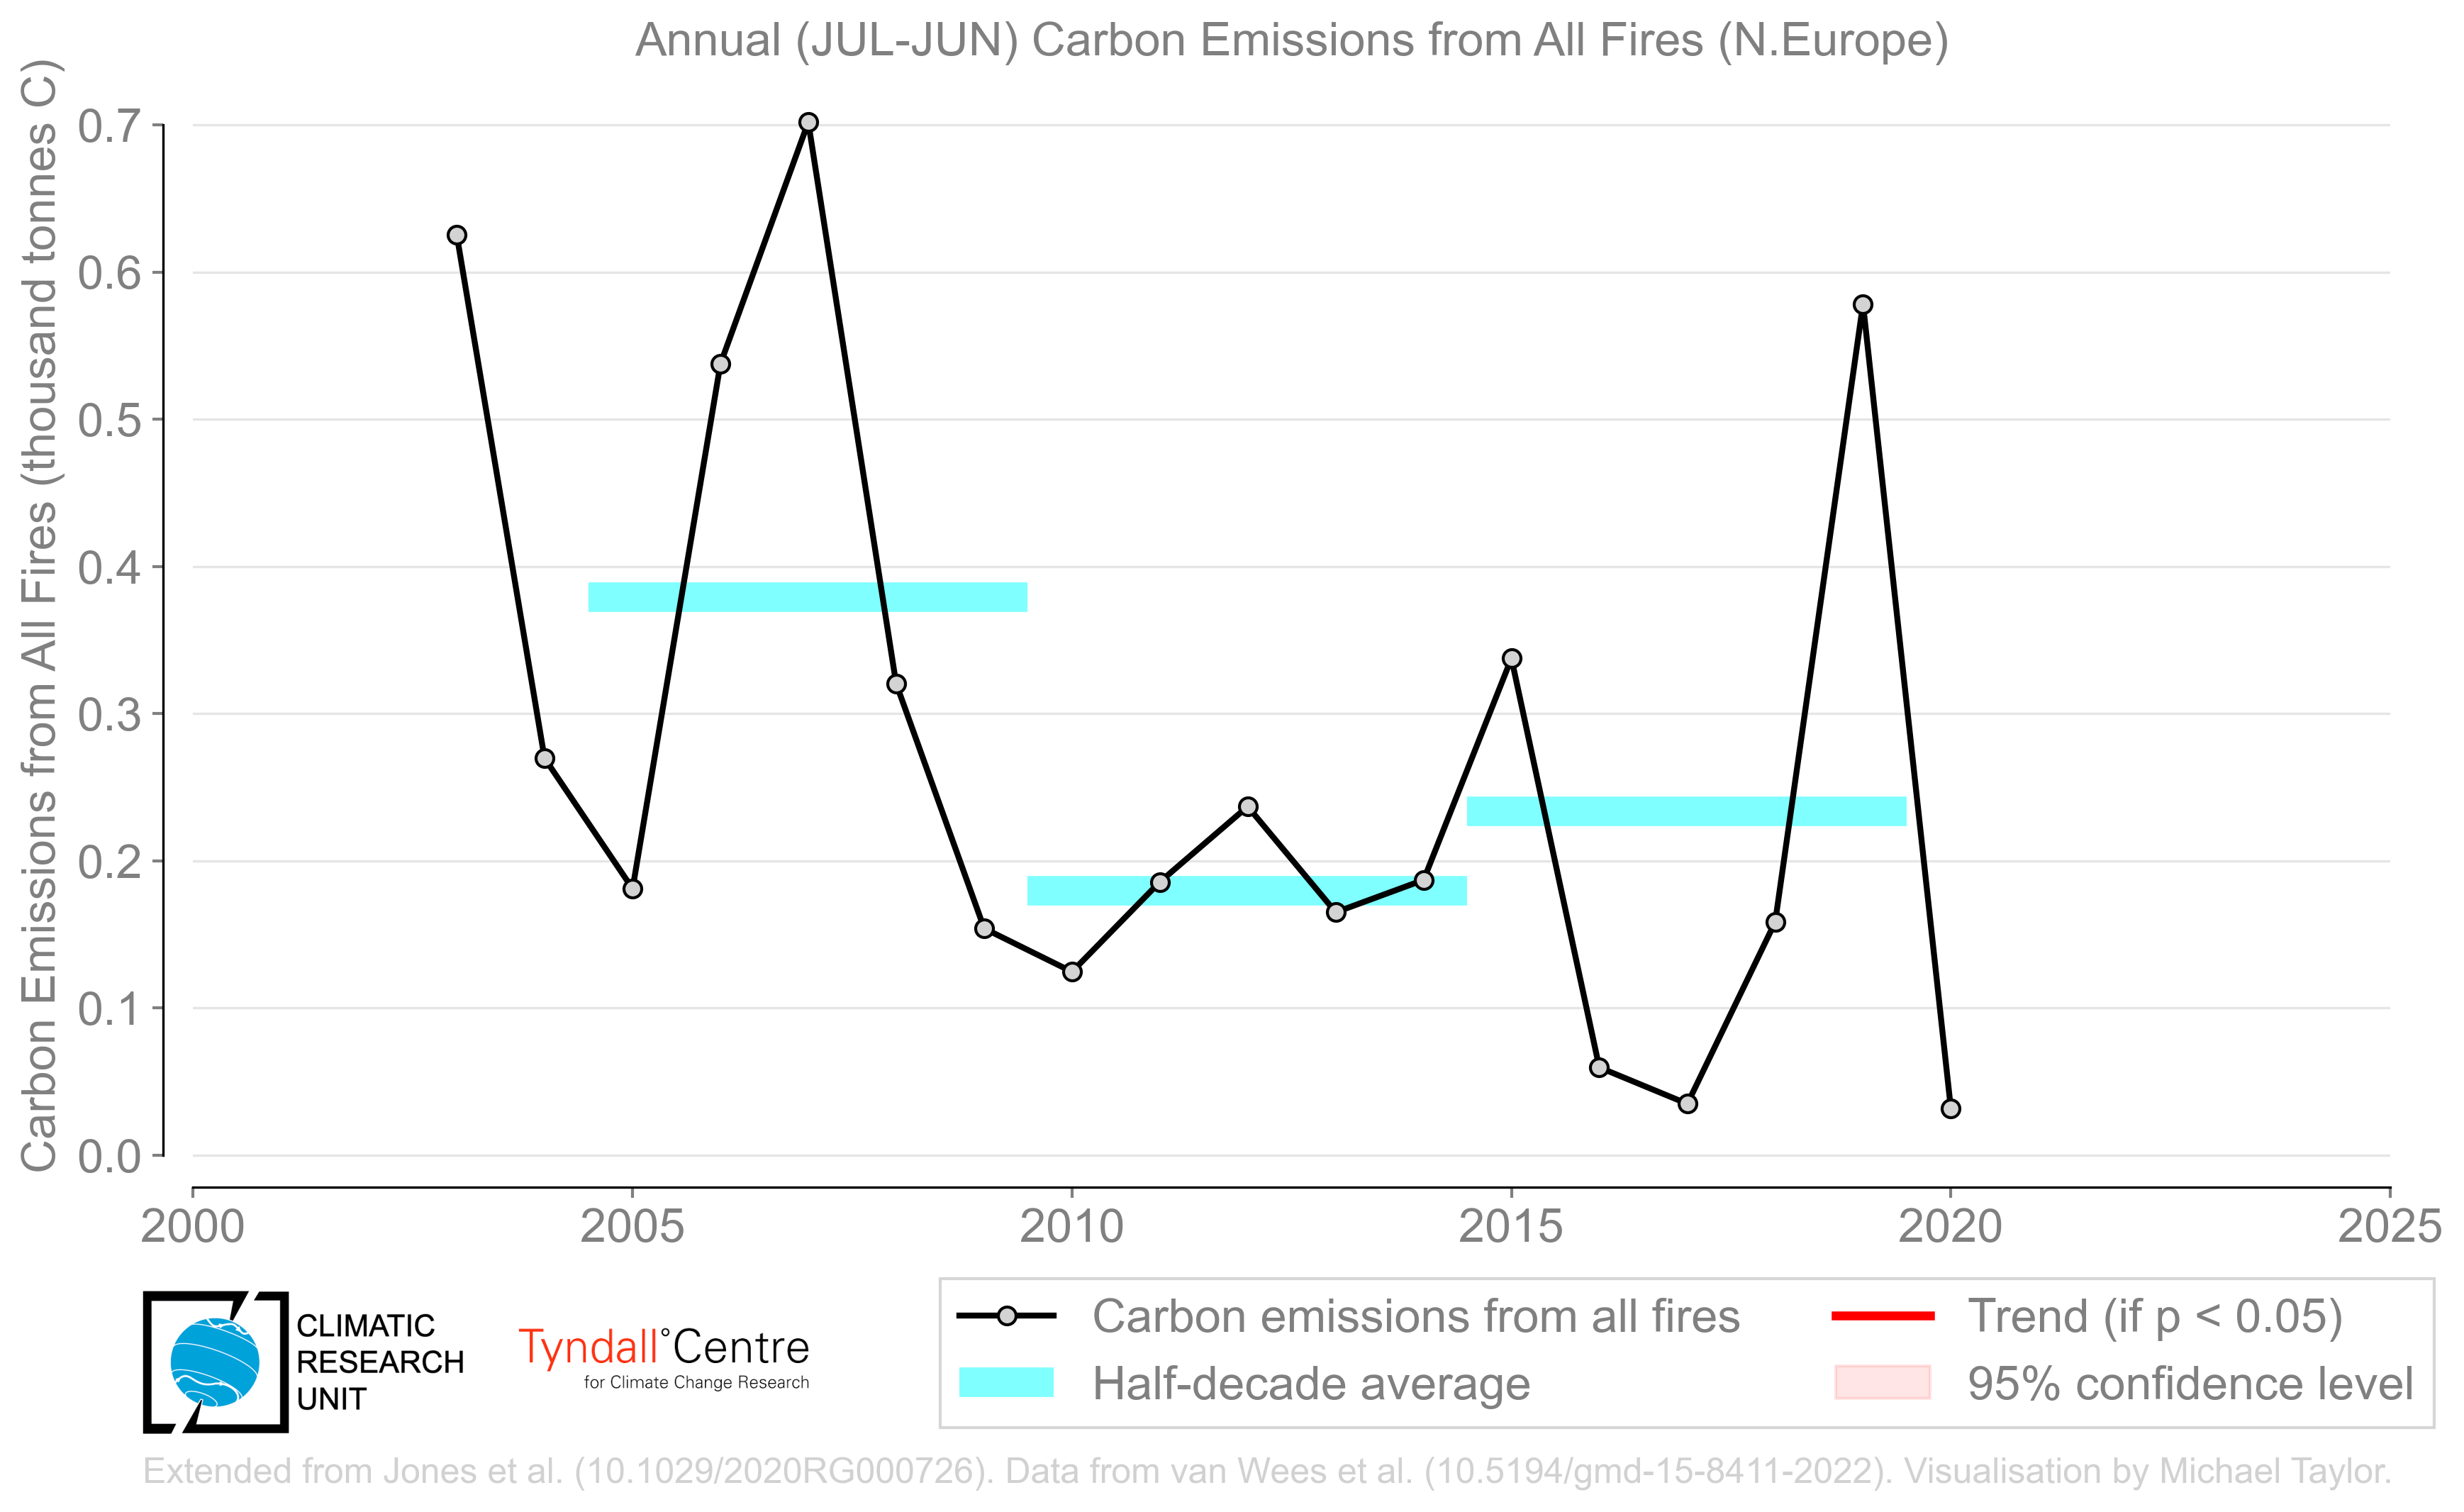 Annual (JUL-JUN) Carbon Emissions from All Fires (N.Europe)
Carbon Emissions from All Fires (thousand tonnes C)
0.7
0.6
0.5
0.4
0.3
0.2
0.1
0.0
2000 2005 2010 2015 2020 2025
CLIMATIC
RESEARCH
UNIT
Tyndall°Centre
for Climate Change Research
Carbon emissions from all fires
Half-decade average
Trend (if p < 0.05)
95% confidence level
Extended from Jones et al. (10.1029/2020RG000726). Data from van Wees et al. (10.5194/gmd-15-8411-2022). Visualisation by Michael Taylor.